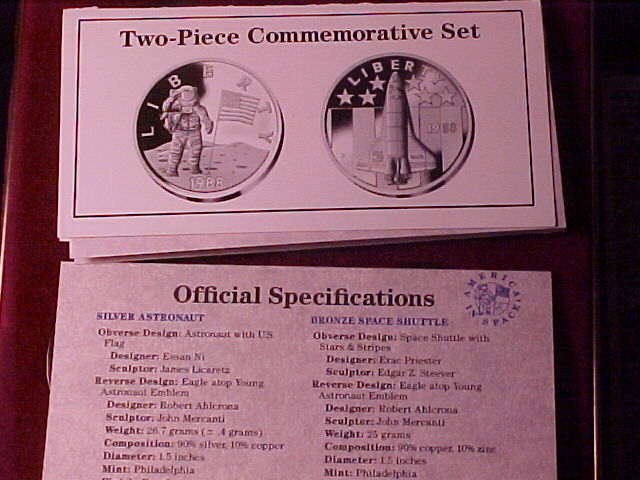 Two-Piece Commemorative Set
LIBERTY
1988
LIBERTY
1988
Official Specifications
AMERICA IN SPACE
SILVER ASTRONAUT
Obverse Design: Astronaut with U.S.
Flag
Designer: Essan Ni
Sculptor: James Licaretz
Reverse Design: Eagle atop Young
Astronaut Emblem
Designer: Robert Ahlcrona
Sculptor: John Mercanti
Weight: 26.7 grams (± .4 grams)
Composition: 90% silver, 10% copper
Diameter: 1.5 inches
Mint: Philadelphia
BRONZE SPACE SHUTTLE
Obverse Design: Space Shuttle with
Stars & Stripes
Designer: Erac Priester
Sculptor: Edgar Z. Steever
Reverse Design: Eagle atop Young
Astronaut Emblem
Designer: Robert Ahlcrona
Sculptor: John Mercanti
Weight: 25 grams
Composition: 90% copper, 10% zinc
Diameter: 1.5 inches
Mint: Philadelphia